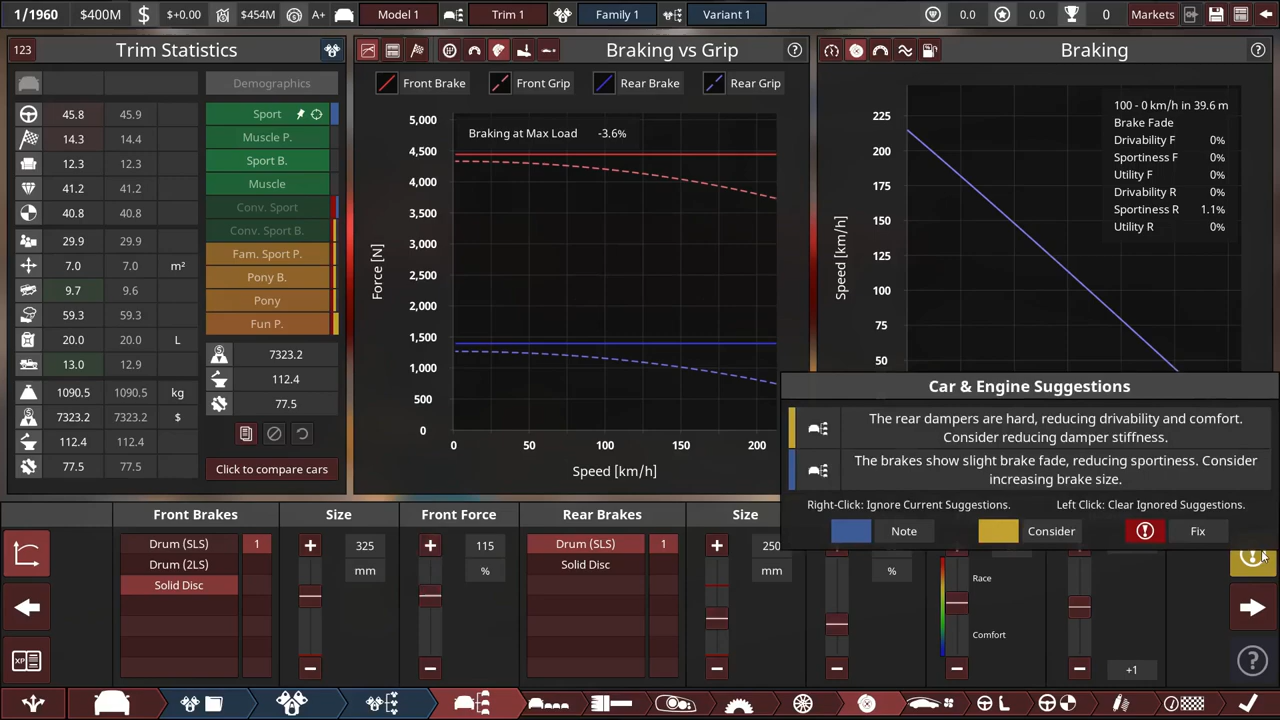 1/1960 $400M $+0.00 $454M A+ Model 1 Trim 1 Family 1 Variant 1 0.0 0.0 0 Markets
123 Trim Statistics
Demographics
45.8 45.9 Sport
14.3 14.4 Muscle P.
12.3 12.3 Sport B.
41.2 41.2 Muscle
40.8 40.8 Conv. Sport
29.9 29.9 Conv. Sport B.
7.0 7.0 m² Fam. Sport P.
9.7 9.6 Pony B.
59.3 59.3 Pony
20.0 20.0 L Fun P.
13.0 12.9
1090.5 1090.5 kg
7323.2 7323.2 $
112.4 112.4
77.5 77.5
7323.2
112.4
77.5
Click to compare cars
Braking vs Grip ?
Front Brake Front Grip Rear Brake Rear Grip
Braking at Max Load -3.6%
Force [N]
5,000
4,500
4,000
3,500
3,000
2,500
2,000
1,500
1,000
500
0
0 50 100 150 200
Speed [km/h]
Braking ?
100 - 0 km/h in 39.6 m
Brake Fade
Drivability F 0%
Sportiness F 0%
Utility F 0%
Drivability R 0%
Sportiness R 1.1%
Utility R 0%
Speed [km/h]
225
200
175
150
125
100
75
50
Car & Engine Suggestions
The rear dampers are hard, reducing drivability and comfort.
Consider reducing damper stiffness.
The brakes show slight brake fade, reducing sportiness. Consider
increasing brake size.
Right-Click: Ignore Current Suggestions. Left Click: Clear Ignored Suggestions.
Note Consider Fix
Front Brakes Size Front Force Rear Brakes Size
Drum (SLS) 1
Drum (2LS)
Solid Disc
+ 325
mm
−
+ 115
%
−
Drum (SLS) 1
Solid Disc
+ 250
mm
−
%
−
Race
Comfort
−
−
+1
XP
?